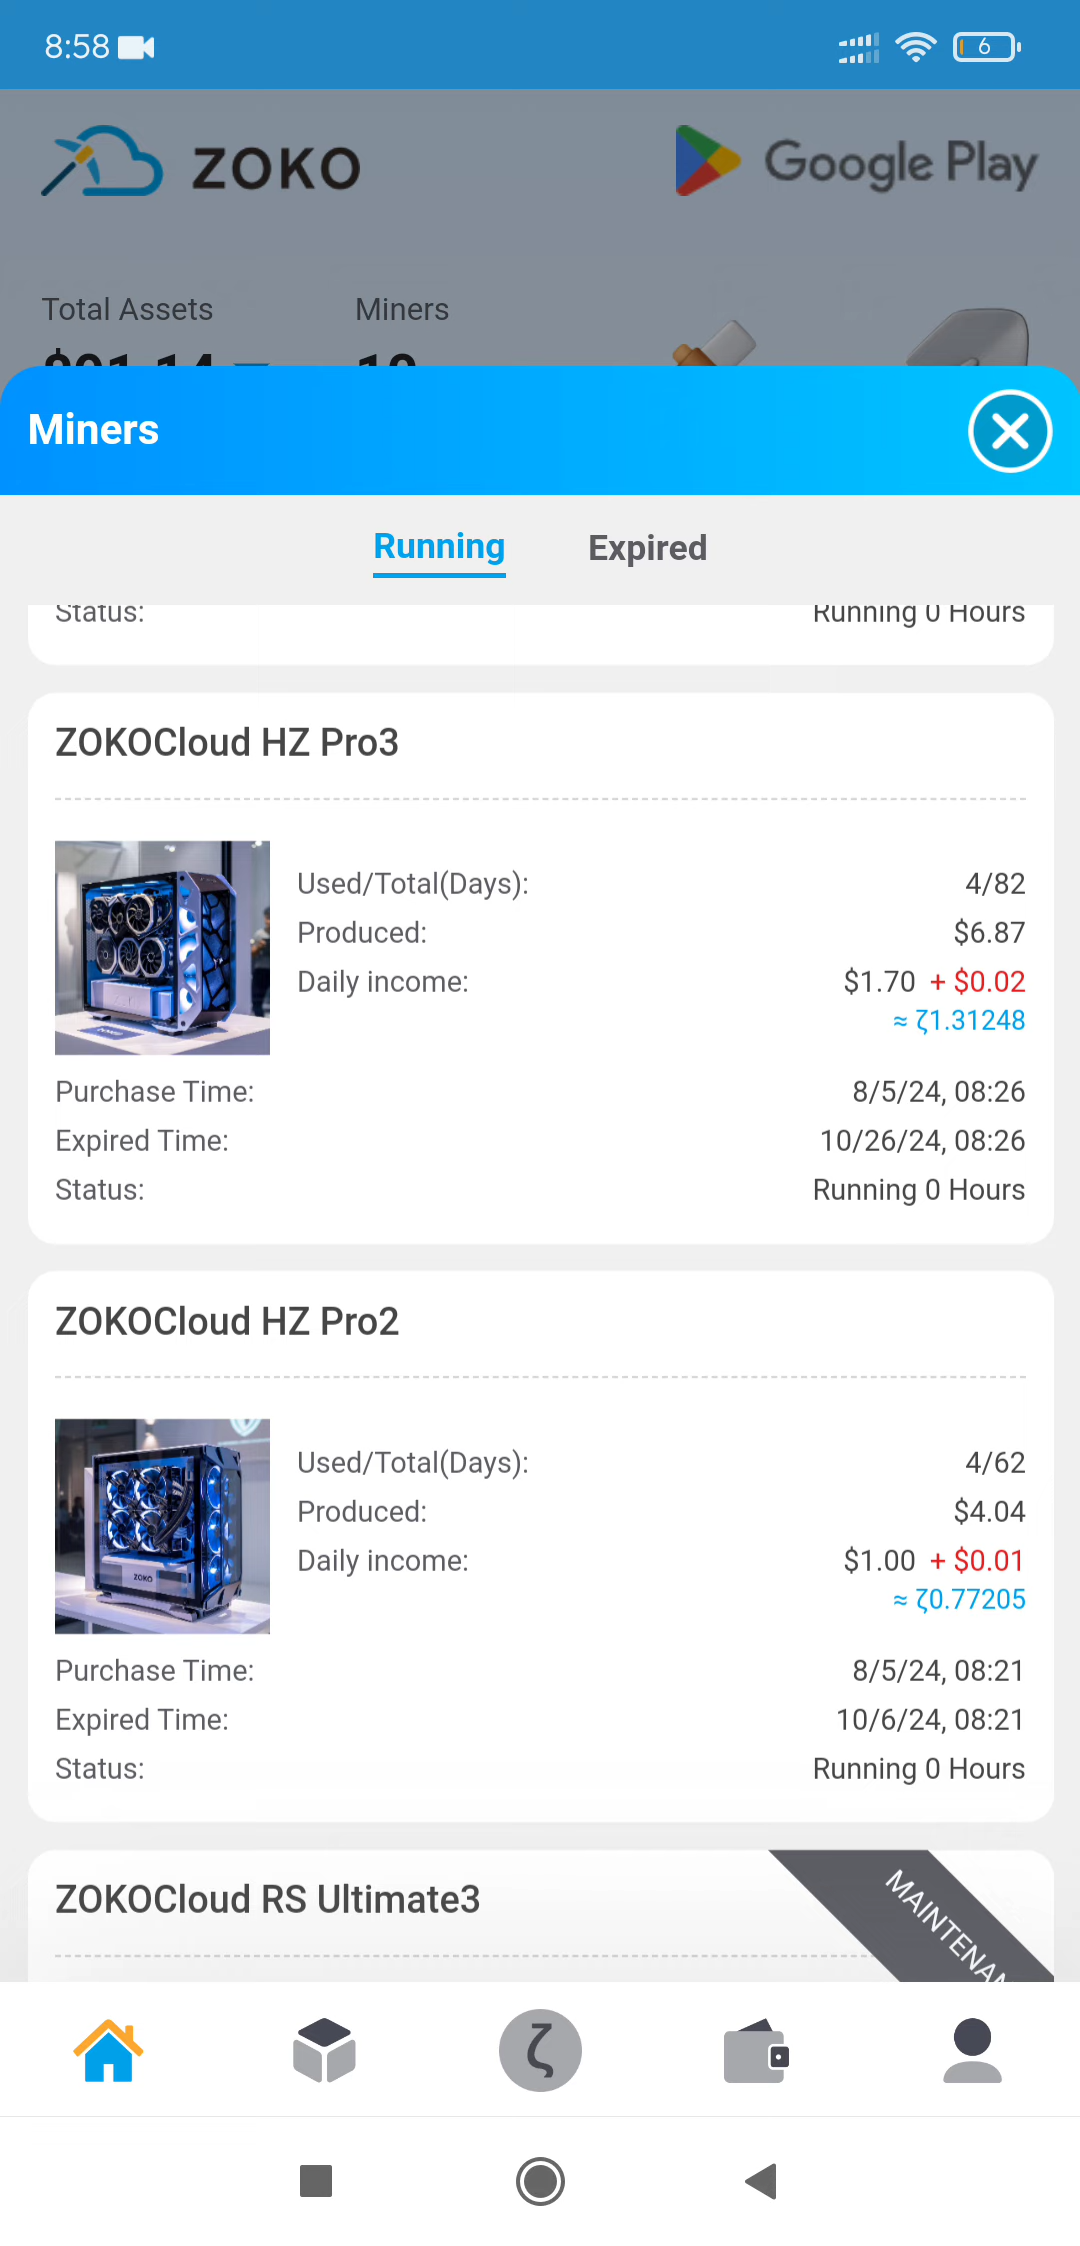 8:58
6
ZOKO
Google Play
Total Assets
Miners
Miners
Running
Expired
Status:
Running 0 Hours
ZOKOCloud HZ Pro3
Used/Total(Days):
4/82
Produced:
$6.87
Daily income:
$1.70 + $0.02
≈ ζ1.31248
Purchase Time:
8/5/24, 08:26
Expired Time:
10/26/24, 08:26
Status:
Running 0 Hours
ZOKOCloud HZ Pro2
Used/Total(Days):
4/62
Produced:
$4.04
Daily income:
$1.00 + $0.01
≈ ζ0.77205
ZOKO
Purchase Time:
8/5/24, 08:21
Expired Time:
10/6/24, 08:21
Status:
Running 0 Hours
ZOKOCloud RS Ultimate3
MAINTENAN
ζ